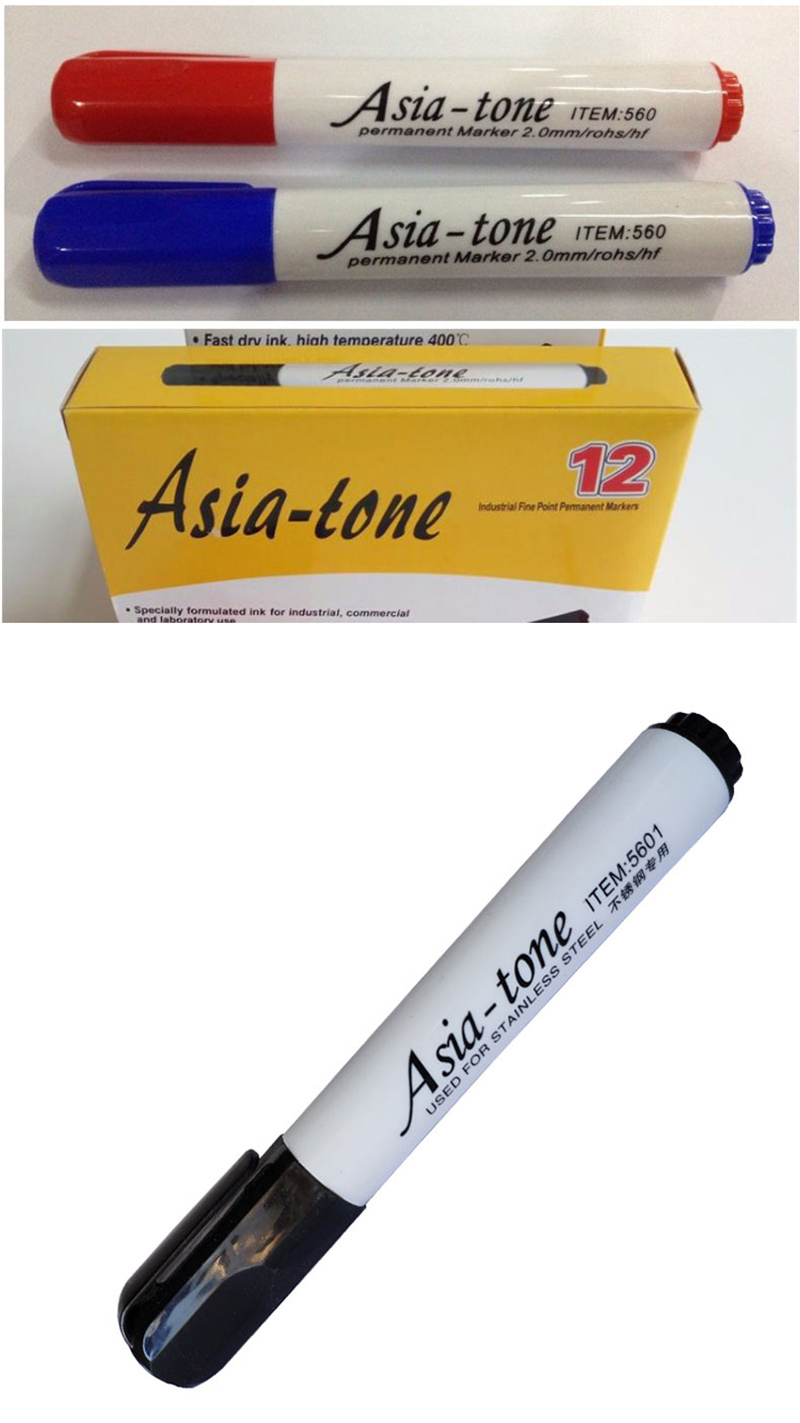 Asia-tone ITEM:560
permanent Marker 2.0mm/rohs/hf
Asia-tone ITEM:560
permanent Marker 2.0mm/rohs/hf
• Fast dry ink, high temperature 400℃
Asia-tone
permanent Marker 2.0mm/rohs/hf
12
Asia-tone
Industrial Fine Point Permanent Markers
• Specially formulated ink for industrial, commercial
and laboratory use
Asia-tone ITEM:5601
USED FOR STAINLESS STEEL 不锈钢专用